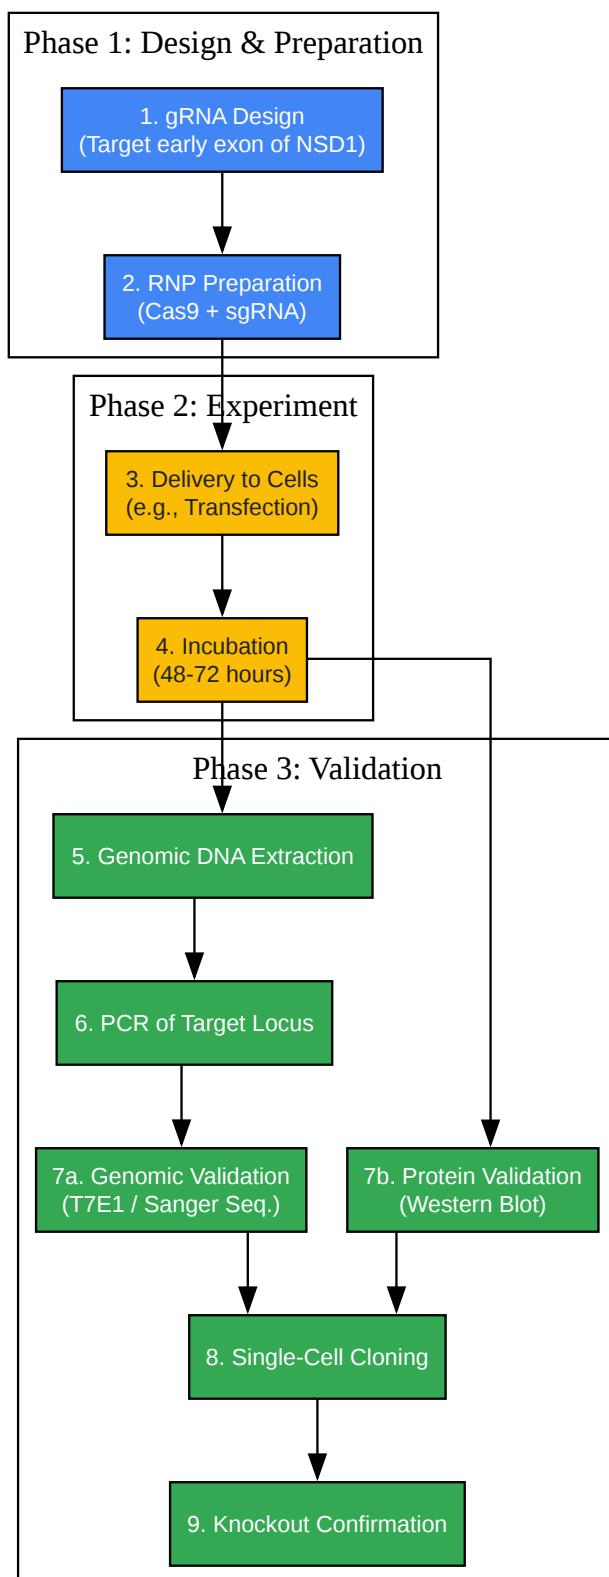 Phase 1: Design & Preparation
1. gRNA Design
(Target early exon of NSD1)
2. RNP Preparation
(Cas9 + sgRNA)
Phase 2: Experiment
3. Delivery to Cells
(e.g., Transfection)
4. Incubation
(48-72 hours)
Phase 3: Validation
5. Genomic DNA Extraction
6. PCR of Target Locus
7a. Genomic Validation
(T7E1 / Sanger Seq.)
7b. Protein Validation
(Western Blot)
8. Single-Cell Cloning
9. Knockout Confirmation